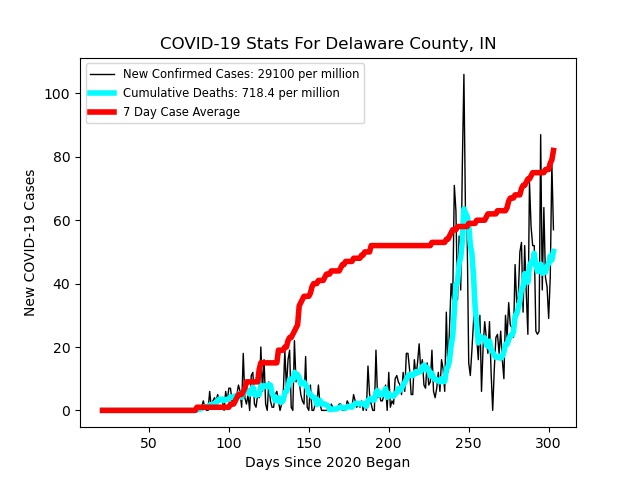 COVID-19 Stats For Delaware County, IN
New Confirmed Cases: 29100 per million
Cumulative Deaths: 718.4 per million
7 Day Case Average
New COVID-19 Cases
100
80
60
40
20
0
50 100 150 200 250 300
Days Since 2020 Began